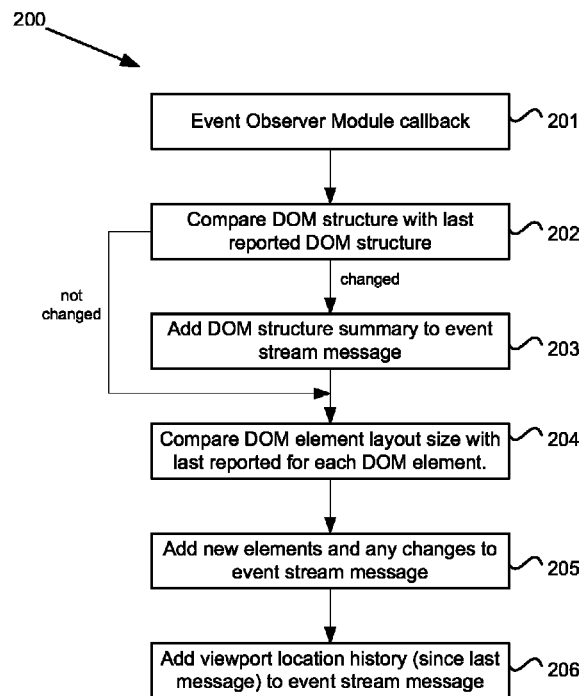 200
Event Observer Module callback
201
Compare DOM structure with last
reported DOM structure
202
changed
not
changed
Add DOM structure summary to event
stream message
203
Compare DOM element layout size with
last reported for each DOM element.
204
Add new elements and any changes to
event stream message
205
Add viewport location history (since last
message) to event stream message
206